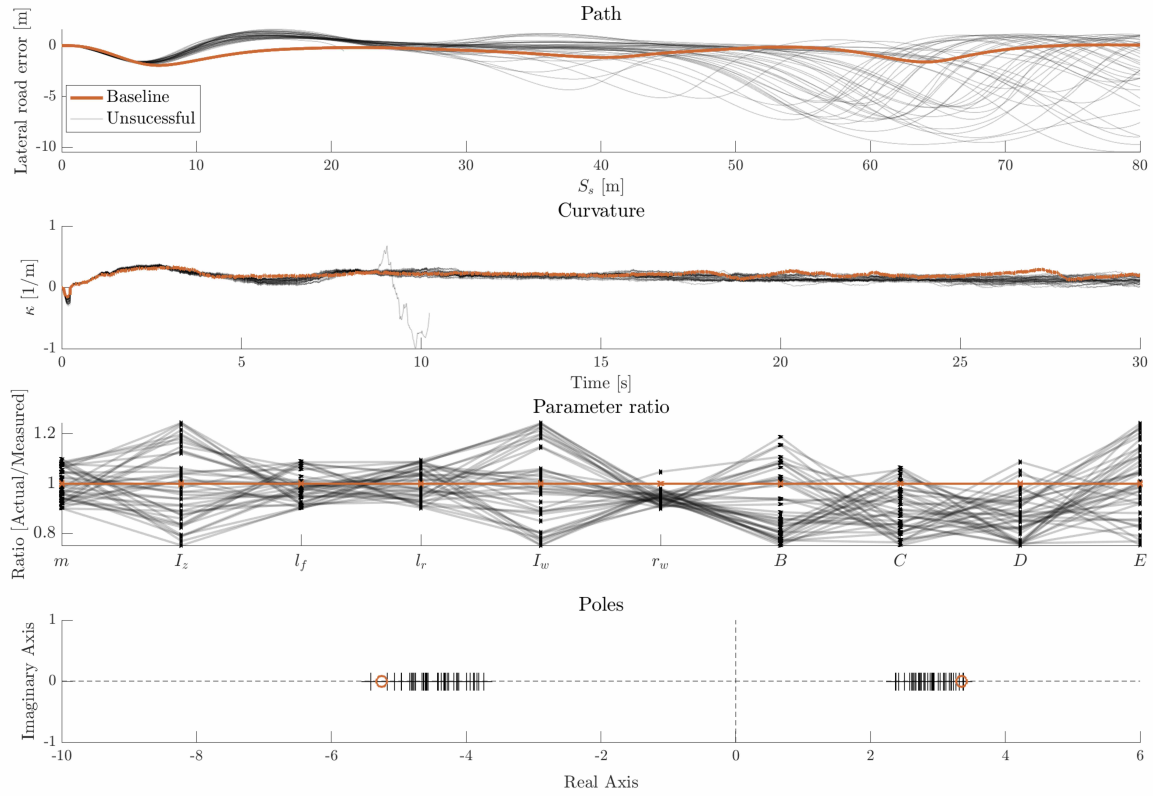 Path
Lateral road error [m]
0
-5
-10
Baseline
Unsucessful
0 10 20 30 40 50 60 70 80
S_s [m]
Curvature
κ [1/m]
1
0
-1
0 5 10 15 20 25 30
Time [s]
Parameter ratio
Ratio [Actual/Measured]
1.2
1
0.8
m I_z l_f l_r I_w r_w B C D E
Poles
Imaginary Axis
1
0
-1
-10 -8 -6 -4 -2 0 2 4 6
Real Axis